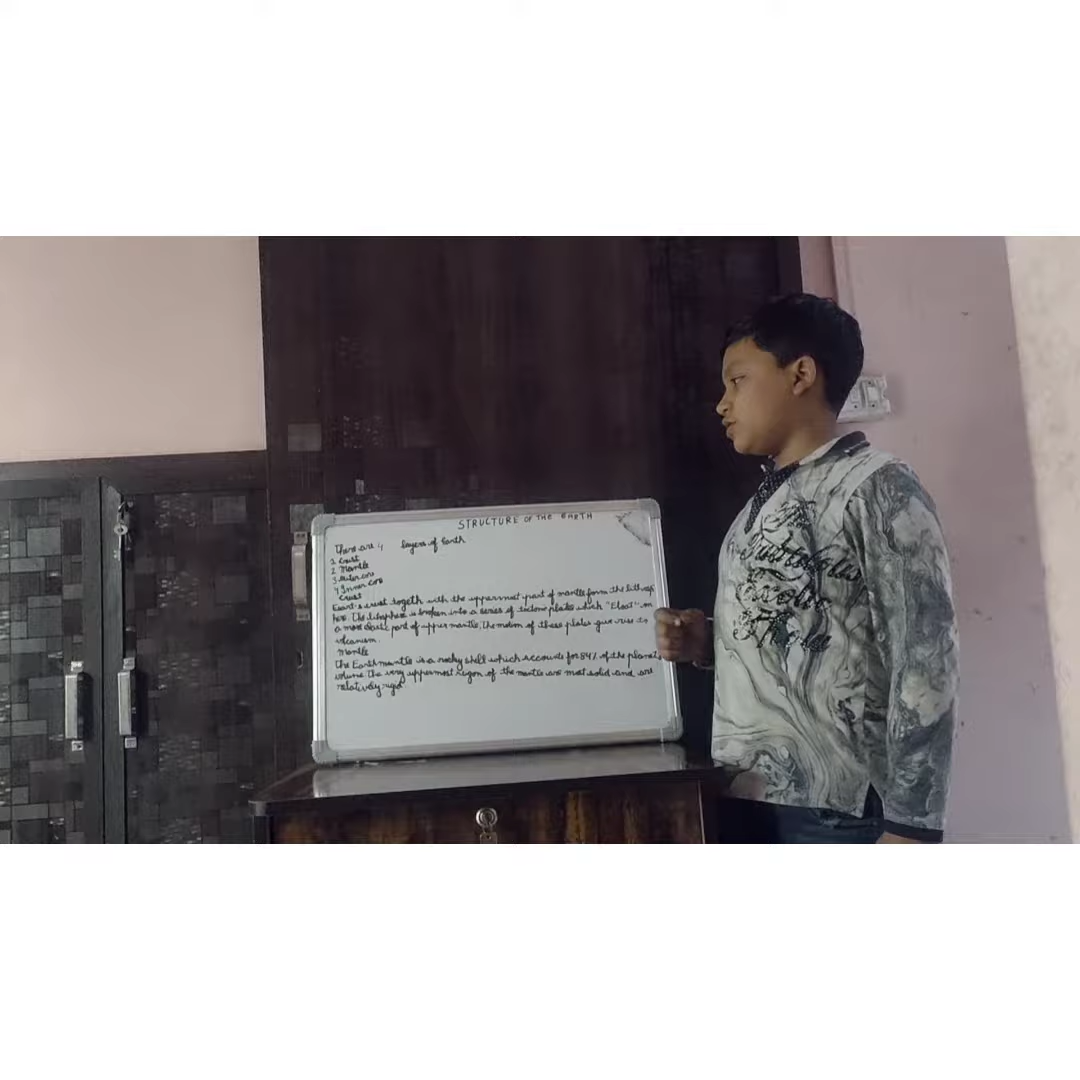 STRUCTURE OF THE EARTH
There are 4 layers of Earth
1 Crust
2 Mantle
3 Outer core
4 Inner core
Crust
Eart's crust togeth with the uppermost part of mantle form the lithosp
here. The lithosphere is broken into a series of tectonic plates which "Eloat" on
a more part of upper mantle, The motion of these plates give rise to
volcanism.
Mantle
The Earth mantle is a rocky shell which accounts for 84% of the planet
volume. The very uppermost region of the mantle are most solid and are
relatively rigid
The